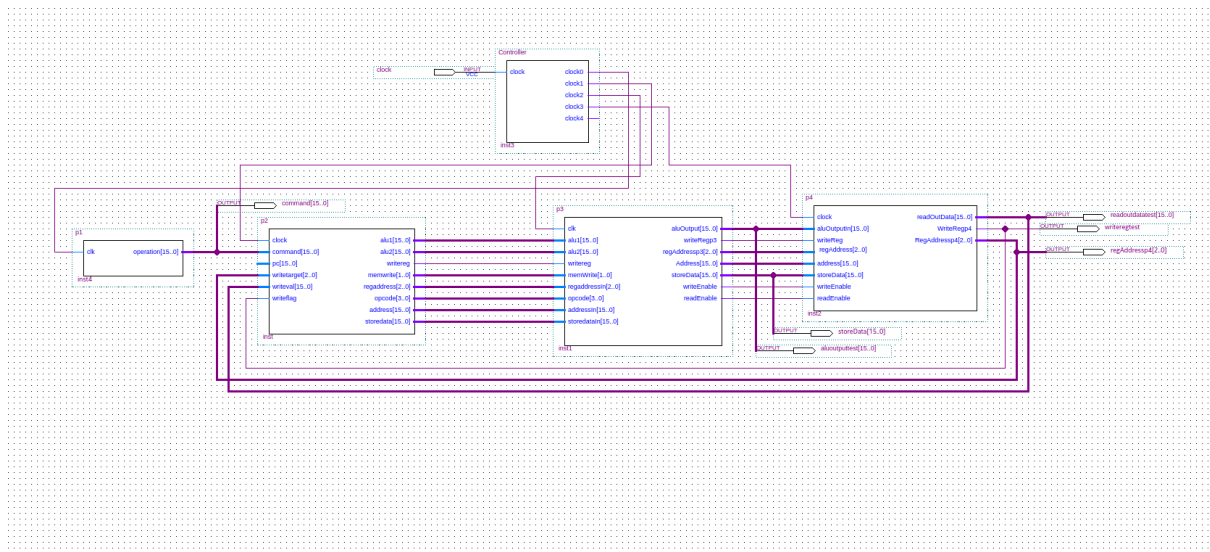 Controller
clock
INPUT
VCC
clock
clock0
clock1
clock2
clock3
clock4
inst3
p1
clk
operation[15..0]
inst4
OUTPUT
command[15..0]
p2
clock
command[15..0]
pc[15..0]
writetarget[2..0]
writeval[15..0]
writeflag
alu1[15..0]
alu2[15..0]
writereg
memwrite[1..0]
regaddress[2..0]
opcode[3..0]
address[15..0]
storedata[15..0]
inst
p3
clk
alu1[15..0]
alu2[15..0]
writereg
memWrite[1..0]
regaddressin[2..0]
opcode[3..0]
addressin[15..0]
storedataIn[15..0]
aluOutput[15..0]
writeRegp3
regAddressp3[2..0]
Address[15..0]
storeData[15..0]
writeEnable
readEnable
inst1
p4
clock
aluOutputIn[15..0]
writeReg
regAddress[2..0]
address[15..0]
storeData[15..0]
writeEnable
readEnable
readOutData[15..0]
WriteRegp4
RegAddressp4[2..0]
inst2
OUTPUT
readoutdatatest[15..0]
OUTPUT
writeregtest
OUTPUT
regAddressp4[2..0]
OUTPUT
storeData[15..0]
OUTPUT
aluoutputtest[15..0]